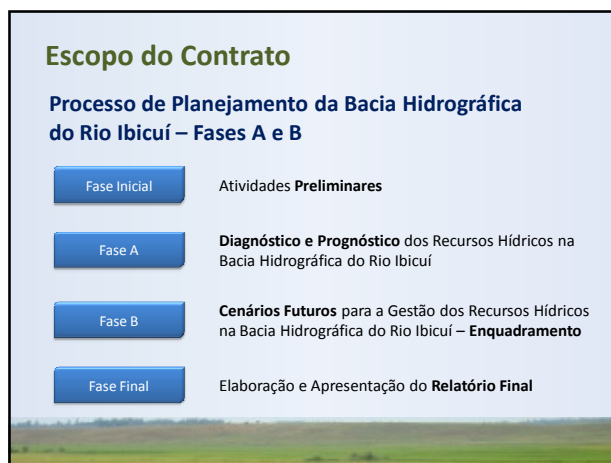 Escopo do Contrato
Processo de Planejamento da Bacia Hidrográfica
do Rio Ibicuí – Fases A e B
Fase Inicial
Atividades Preliminares
Fase A
Diagnóstico e Prognóstico dos Recursos Hídricos na
Bacia Hidrográfica do Rio Ibicuí
Fase B
Cenários Futuros para a Gestão dos Recursos Hídricos
na Bacia Hidrográfica do Rio Ibicuí – Enquadramento
Fase Final
Elaboração e Apresentação do Relatório Final